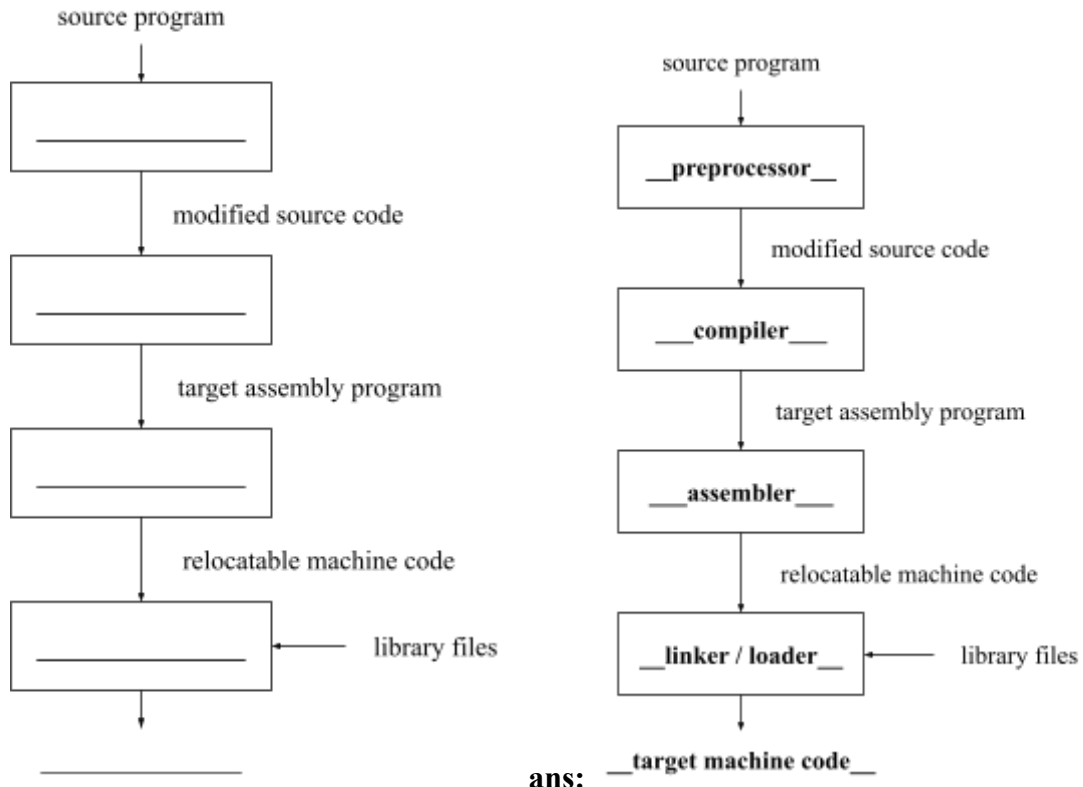 source program
modified source code
target assembly program
relocatable machine code
library files
ans:
source program
__preprocessor__
modified source code
___compiler___
target assembly program
___assembler___
relocatable machine code
__linker / loader__
library files
__target machine code__